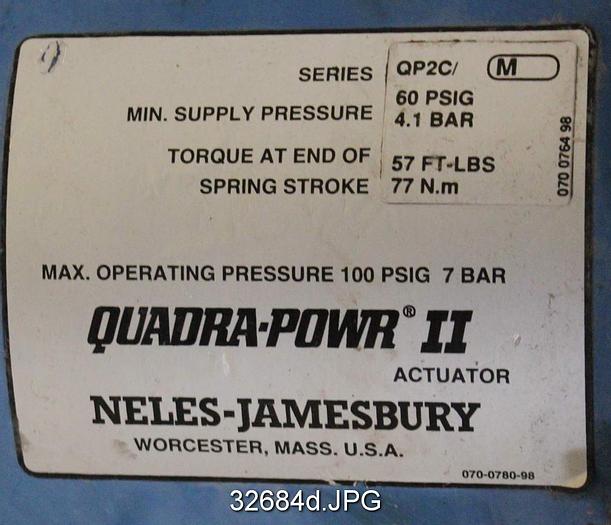 SERIES QP2C/ M
MIN. SUPPLY PRESSURE 60 PSIG
4.1 BAR
TORQUE AT END OF 57 FT-LBS
SPRING STROKE 77 N.m
070 0764 98
MAX. OPERATING PRESSURE 100 PSIG 7 BAR
QUADRA-POWR® II
ACTUATOR
NELES-JAMESBURY
WORCESTER, MASS. U.S.A.
070-0780-98
32684d.JPG